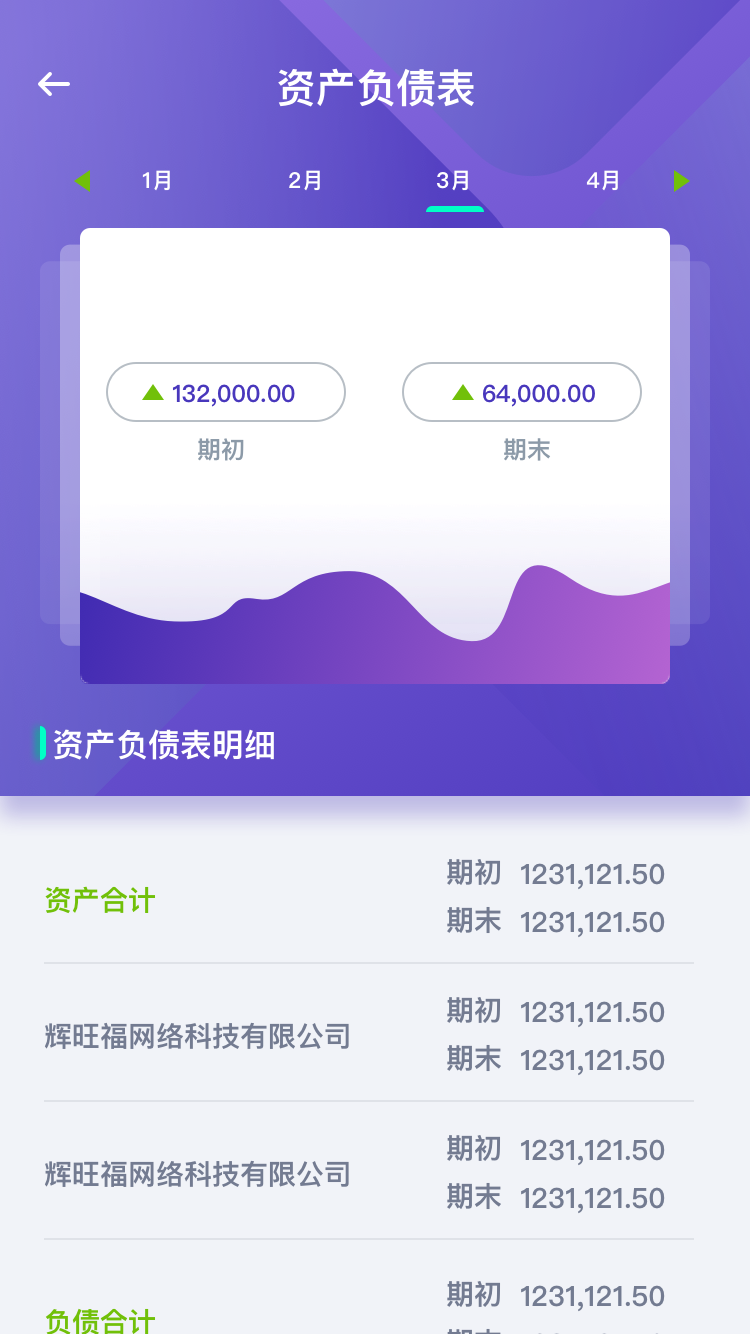 资产负债表
1月 2月 3月 4月
132,000.00 64,000.00
期初 期末
资产负债表明细
期初 1231,121.50
资产合计
期末 1231,121.50
期初 1231,121.50
辉旺福网络科技有限公司
期末 1231,121.50
期初 1231,121.50
辉旺福网络科技有限公司
期末 1231,121.50
期初 1231,121.50
负债合计